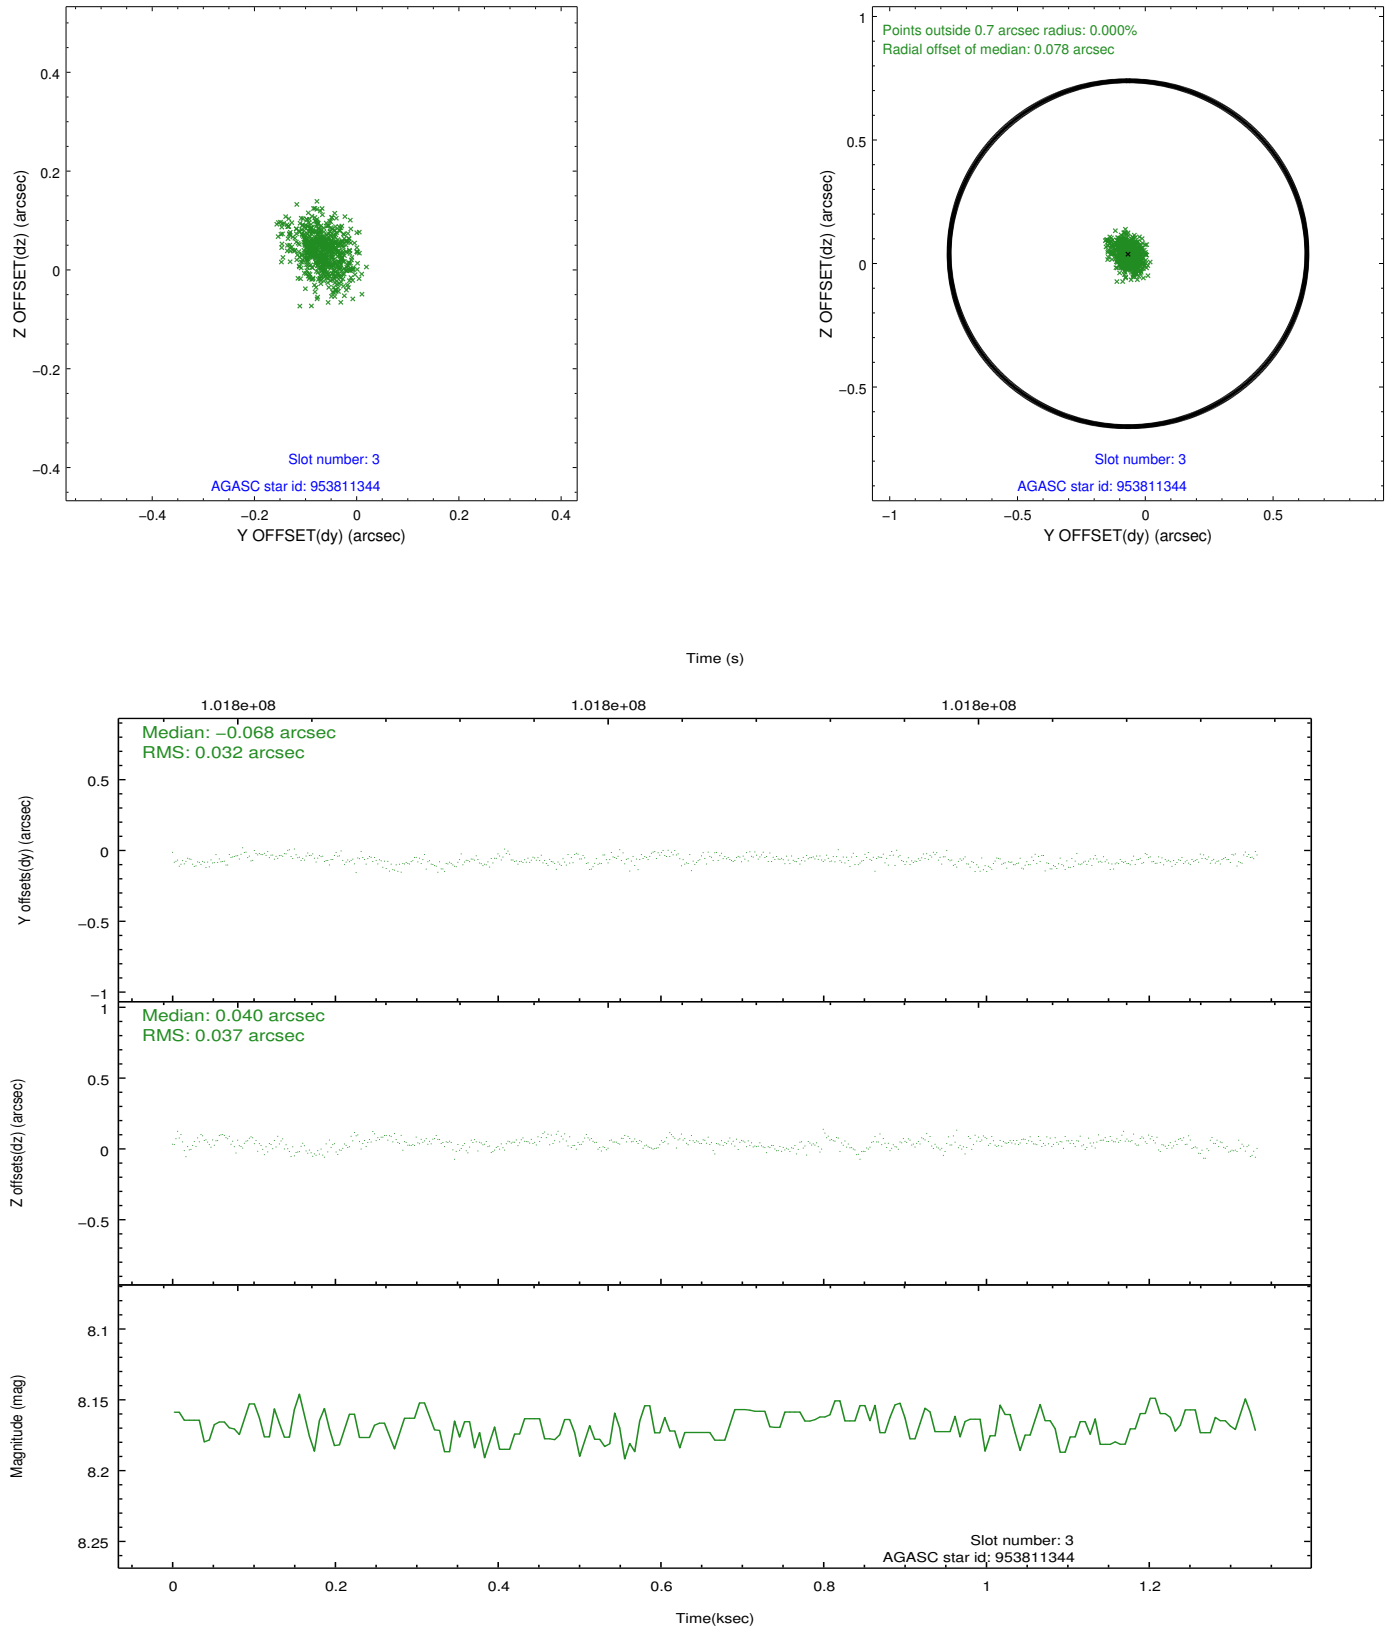 0.4
0.2
0
−0.2
−0.4
Z OFFSET(dz) (arcsec)
Slot number: 3
AGASC star id: 953811344
−0.4 −0.2 0 0.2 0.4
Y OFFSET(dy) (arcsec)
Points outside 0.7 arcsec radius: 0.000%
Radial offset of median: 0.078 arcsec
1
0.5
0
−0.5
Z OFFSET(dz) (arcsec)
Slot number: 3
AGASC star id: 953811344
−1 −0.5 0 0.5
Y OFFSET(dy) (arcsec)
Time (s)
1.018e+08 1.018e+08 1.018e+08
Median: −0.068 arcsec
RMS: 0.032 arcsec
0.5
0
−0.5
−1
Y offsets(dy) (arcsec)
Median: 0.040 arcsec
RMS: 0.037 arcsec
1
0.5
0
−0.5
Z offsets(dz) (arcsec)
8.1
8.15
8.2
8.25
Magnitude (mag)
Slot number: 3
AGASC star id: 953811344
0 0.2 0.4 0.6 0.8 1 1.2
Time(ksec)